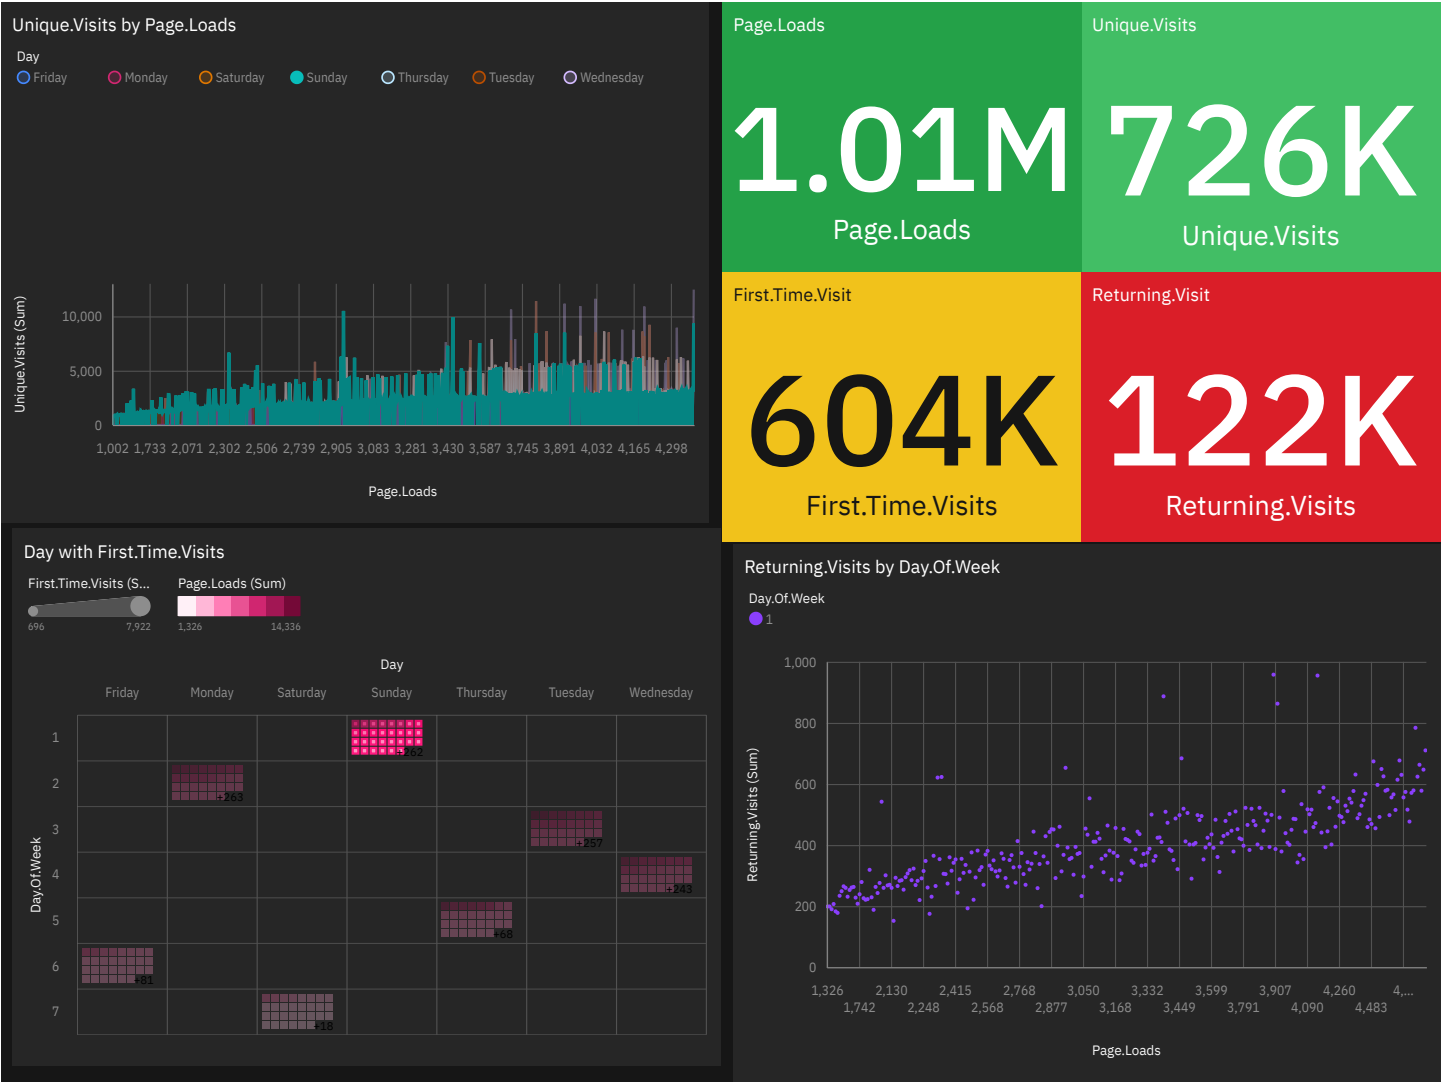 Unique.Visits by Page.Loads
Day
Friday Monday Saturday Sunday Thursday Tuesday Wednesday
Unique.Visits (Sum)
10,000
5,000
0
1,002 1,733 2,071 2,302 2,506 2,739 2,905 3,083 3,281 3,430 3,587 3,745 3,891 4,032 4,165 4,298
Page.Loads
Page.Loads
1.01M
Page.Loads
Unique.Visits
726K
Unique.Visits
First.Time.Visit
604K
First.Time.Visits
Returning.Visit
122K
Returning.Visits
Day with First.Time.Visits
First.Time.Visits (S... Page.Loads (Sum)
696 7,922 1,326 14,336
Day
Friday Monday Saturday Sunday Thursday Tuesday Wednesday
Day.Of.Week
1
+262
2
+263
3
+257
4
+243
5
+68
6
+81
7
+18
Returning.Visits by Day.Of.Week
Day.Of.Week
1
Returning.Visits (Sum)
1,000
800
600
400
200
0
1,326 2,130 2,415 2,768 3,050 3,332 3,599 3,907 4,260 4,...
1,742 2,248 2,568 2,877 3,168 3,449 3,791 4,090 4,483
Page.Loads